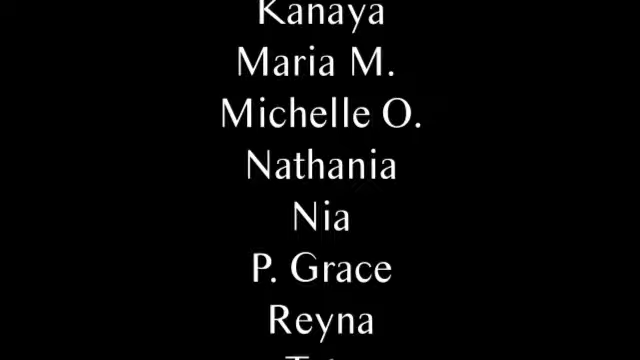 Kanaya
Maria M.
Michelle O.
Nathania
Nia
P. Grace
Reyna